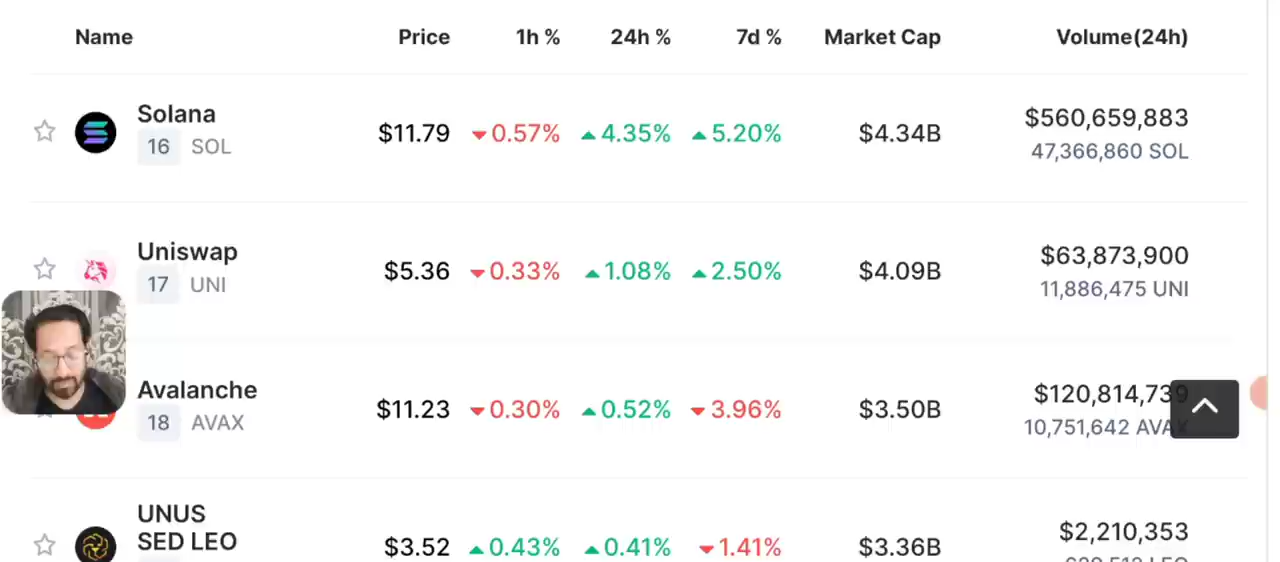 Name Price 1h % 24h % 7d % Market Cap Volume(24h)
Solana
16 SOL
$11.79 0.57% 4.35% 5.20% $4.34B $560,659,883
47,366,860 SOL
Uniswap
17 UNI
$5.36 0.33% 1.08% 2.50% $4.09B $63,873,900
11,886,475 UNI
Avalanche
18 AVAX
$11.23 0.30% 0.52% 3.96% $3.50B $120,814,739
10,751,642 AVAX
UNUS
SED LEO
$3.52 0.43% 0.41% 1.41% $3.36B $2,210,353